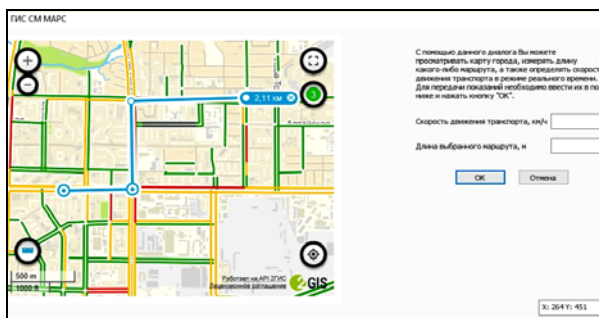 ГИС СМ МАРС
С помощью данного диалога Вы можете
просматривать карту города, измерять длину
какого-либо маршрута, а также определять скорост
движения транспорта в режиме реального времени.
Для передачи показаний необходимо ввести их в по
ниже и нажать кнопку "ОК".
3
2,11 км
Скорость движения транспорта, км/ч
Длина выбранного маршрута, м
ОК
Отмена
500 m
1000 ft
Работает на API 2ГИС
Лицензионное соглашение
2GIS
X: 264 Y: 451